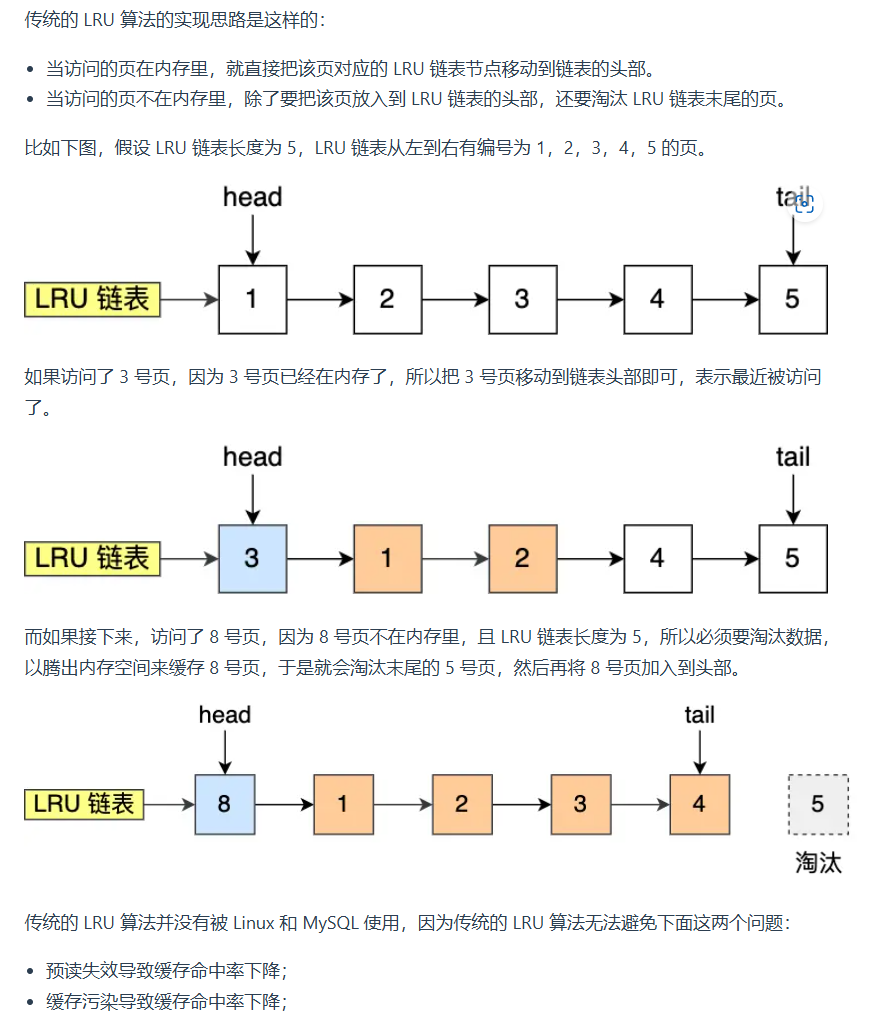 传统的 LRU 算法的实现思路是这样的：
• 当访问的页在内存里，就直接把该页对应的 LRU 链表节点移动到链表的头部。
• 当访问的页不在内存里，除了要把该页放入到 LRU 链表的头部，还要淘汰 LRU 链表末尾的页。
比如下图，假设 LRU 链表长度为 5，LRU 链表从左到右有编号为 1，2，3，4，5 的页。
head tail
LRU 链表 1 2 3 4 5
如果访问了 3 号页，因为 3 号页已经在内存了，所以把 3 号页移动到链表头部即可，表示最近被访问
了。
head tail
LRU 链表 3 1 2 4 5
而如果接下来，访问了 8 号页，因为 8 号页不在内存里，且 LRU 链表长度为 5，所以必须要淘汰数据，
以腾出内存空间来缓存 8 号页，于是就会淘汰末尾的 5 号页，然后再将 8 号页加入到头部。
head tail
LRU 链表 8 1 2 3 4 5
淘汰
传统的 LRU 算法并没有被 Linux 和 MySQL 使用，因为传统的 LRU 算法无法避免下面这两个问题：
• 预读失效导致缓存命中率下降；
• 缓存污染导致缓存命中率下降；